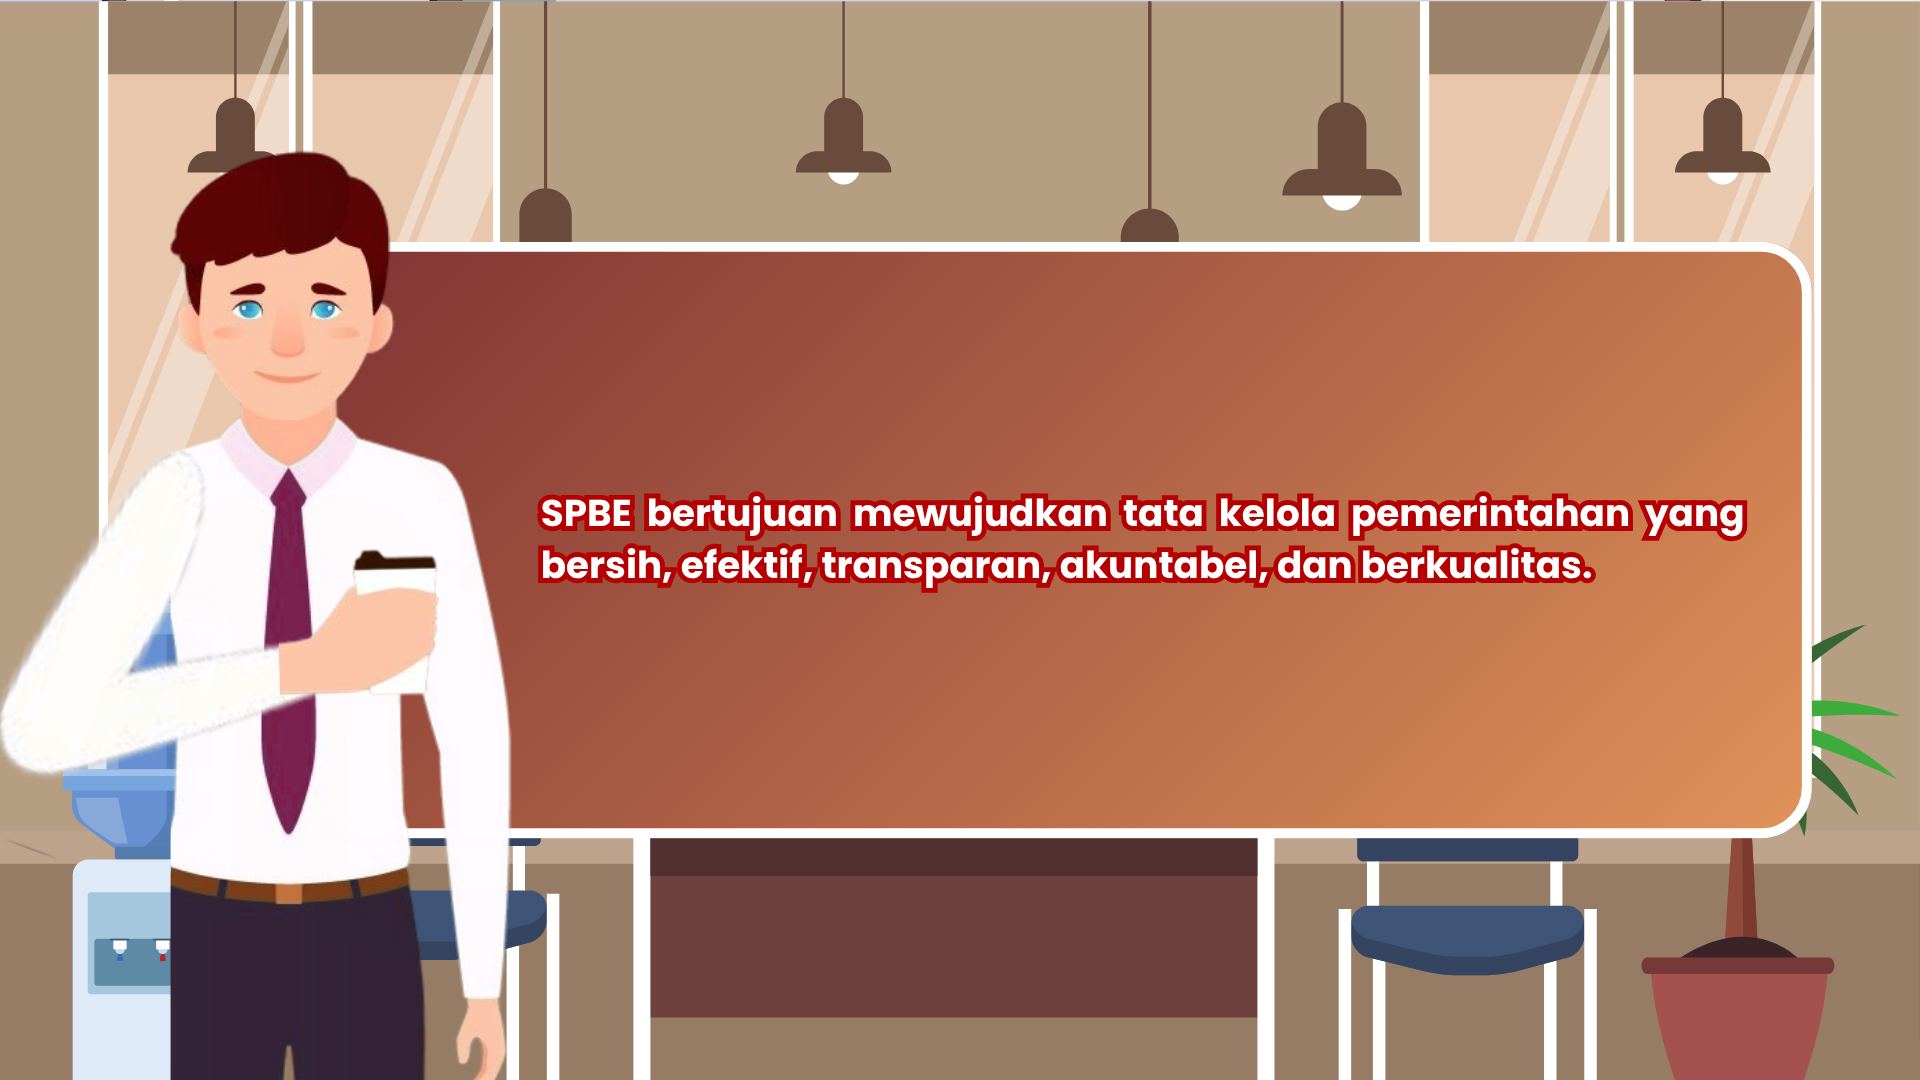 SPBE bertujuan mewujudkan tata kelola pemerintahan yang
bersih, efektif, transparan, akuntabel, dan berkualitas.